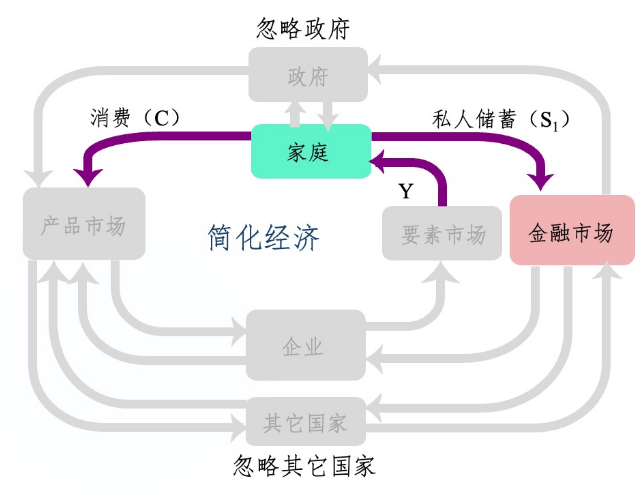 忽略政府
政府
消费（C）
私人储蓄（S₁）
家庭
Y
产品市场
简化经济
要素市场
金融市场
企业
其它国家
忽略其它国家